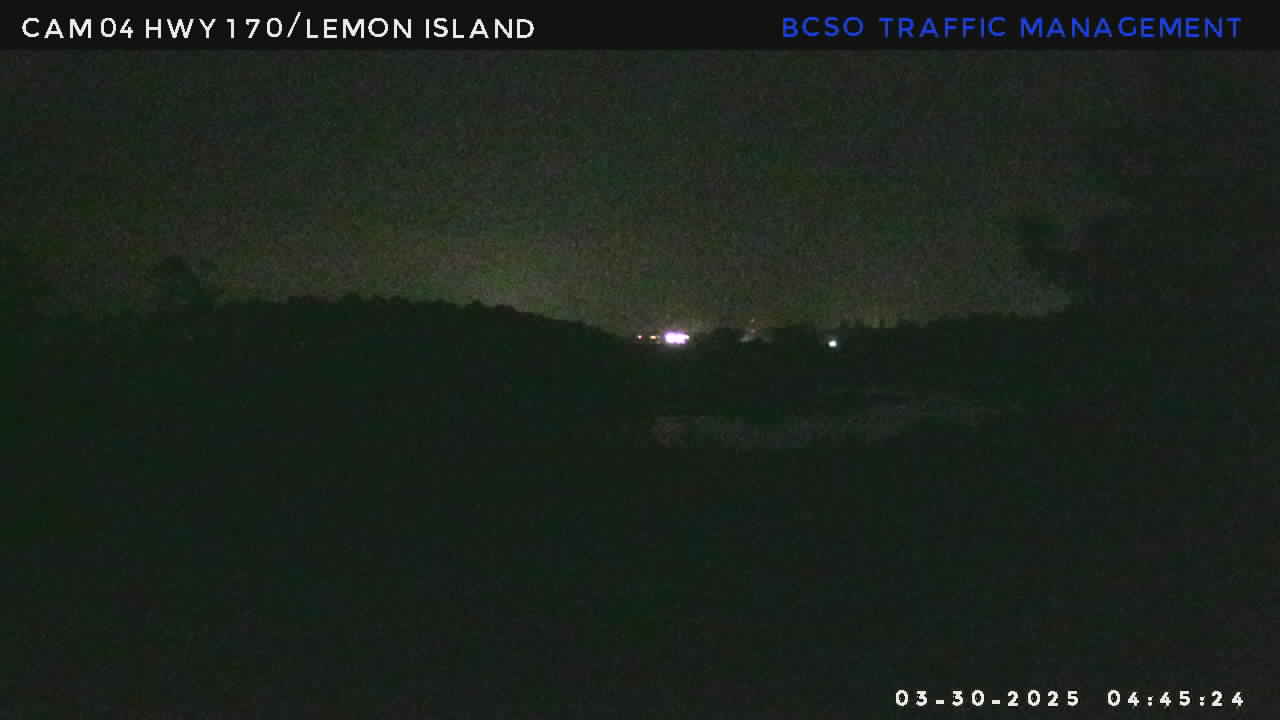 CAM04 HWY 170/LEMON ISLAND
BCSO TRAFFIC MANAGEMENT
03-30-2025 04:45:24